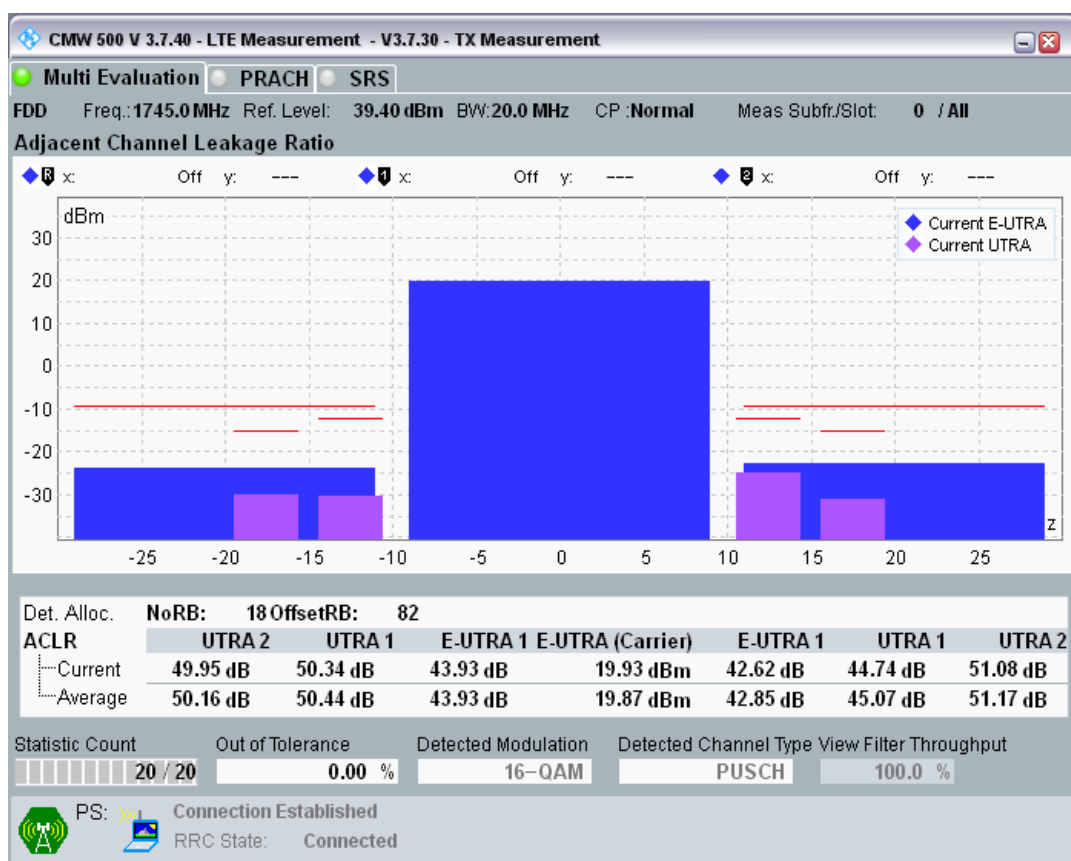 CMW 500 V 3.7.40 - LTE Measurement - V3.7.30 - TX Measurement
Multi Evaluation PRACH SRS
FDD Freq.: 1745.0 MHz Ref. Level: 39.40 dBm BW: 20.0 MHz CP : Normal Meas Subfr./Slot: 0 / All
Adjacent Channel Leakage Ratio
R x: Off y: --- 1 x: Off y: --- 2 x: Off y: ---
dBm
Current E-UTRA
Current UTRA
30
20
10
0
-10
-20
-30
z
-25 -20 -15 -10 -5 0 5 10 15 20 25
Det. Alloc. NoRB: 18 OffsetRB: 82
ACLR UTRA 2 UTRA 1 E-UTRA 1 E-UTRA (Carrier) E-UTRA 1 UTRA 1 UTRA 2
Current 49.95 dB 50.34 dB 43.93 dB 19.93 dBm 42.62 dB 44.74 dB 51.08 dB
Average 50.16 dB 50.44 dB 43.93 dB 19.87 dBm 42.85 dB 45.07 dB 51.17 dB
Statistic Count Out of Tolerance Detected Modulation Detected Channel Type View Filter Throughput
20 / 20 0.00 % 16-QAM PUSCH 100.0 %
PS: Connection Established
RRC State: Connected